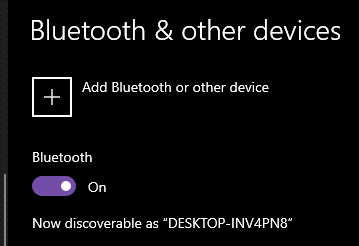 Bluetooth & other devices
Add Bluetooth or other device
Bluetooth
On
Now discoverable as “DESKTOP-INV4PN8”